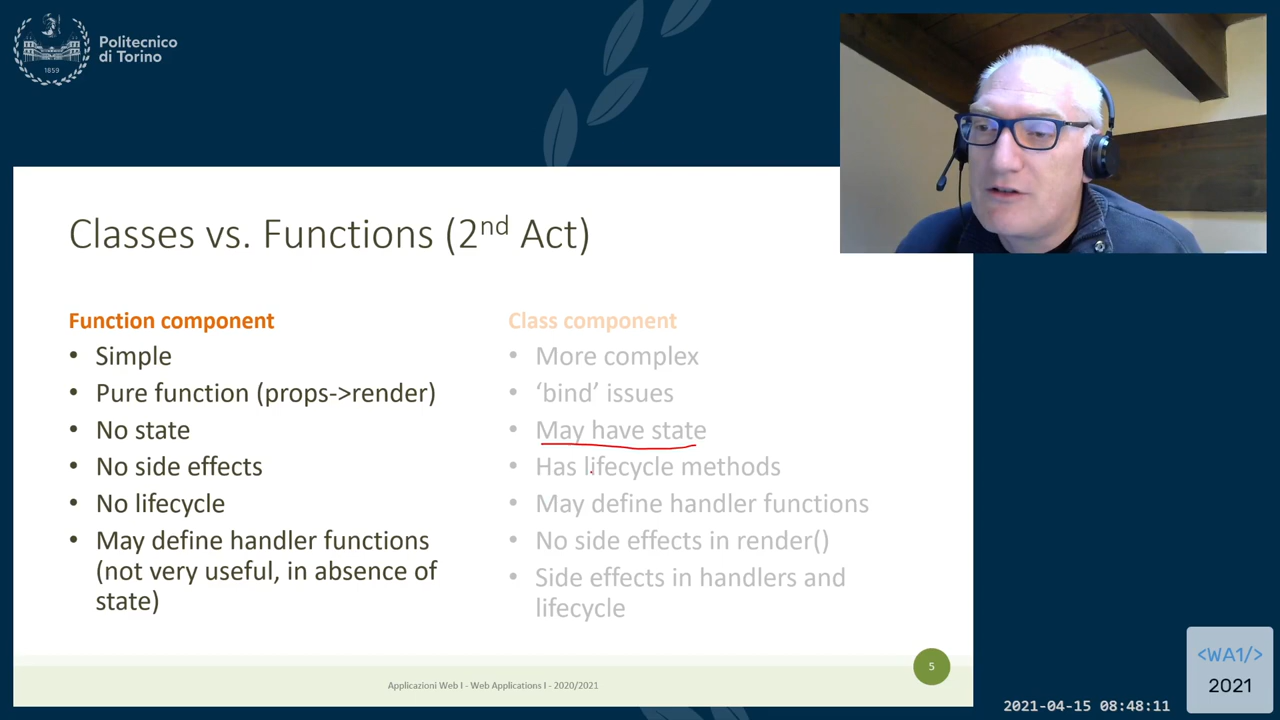 Politecnico
di Torino
1859
Classes vs. Functions (2nd Act)
Function component
• Simple
• Pure function (props->render)
• No state
• No side effects
• No lifecycle
• May define handler functions
(not very useful, in absence of
state)
Class component
• More complex
• ‘bind’ issues
• May have state
• Has lifecycle methods
• May define handler functions
• No side effects in render()
• Side effects in handlers and
lifecycle
Applicazioni Web I - Web Applications I - 2020/2021
5
<WA1/>
2021
2021-04-15 08:48:11